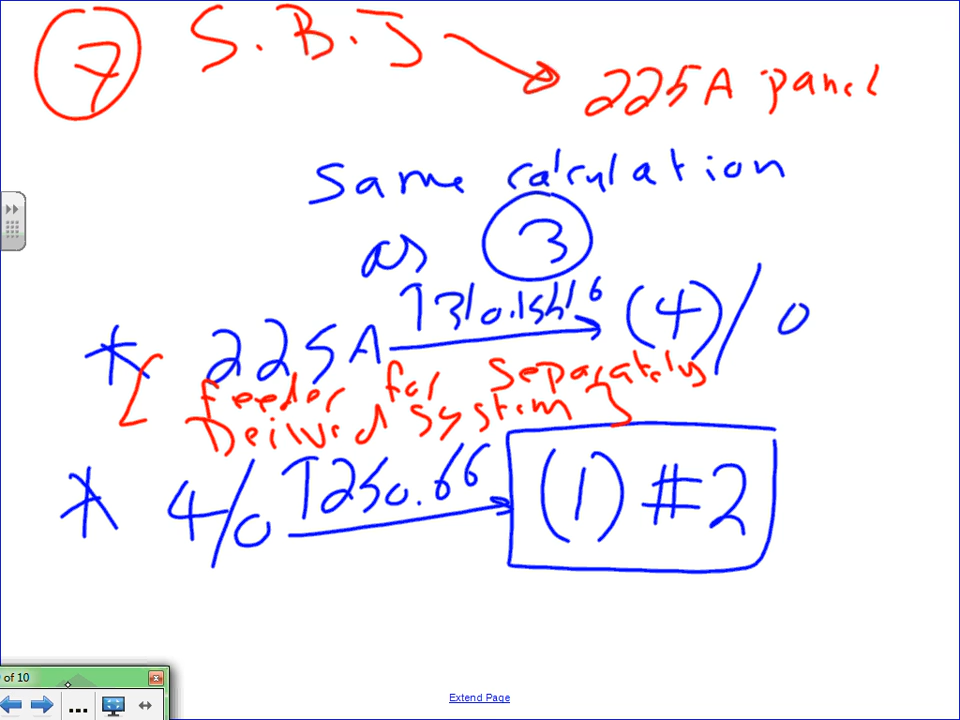 7 S.B.J → 225A panel
same calculation
as 3
* 225A T310.15B16 → (4)/0
[ feeder for separately
Derived system ]
* 4/0 T250.66 → (1) #2
of 10
...
Extend Page